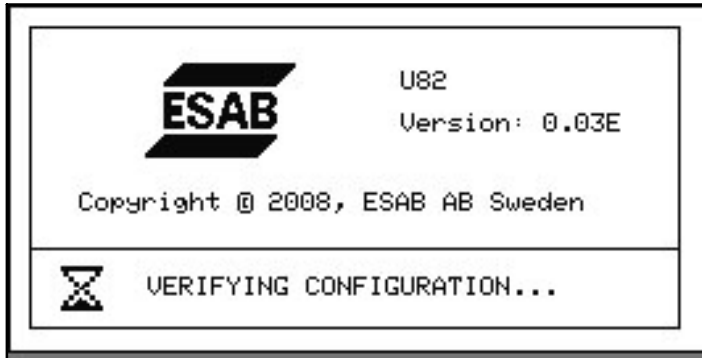 ESAB
U82
Version: 0.03E
Copyright © 2008, ESAB AB Sweden
VERIFYING CONFIGURATION...